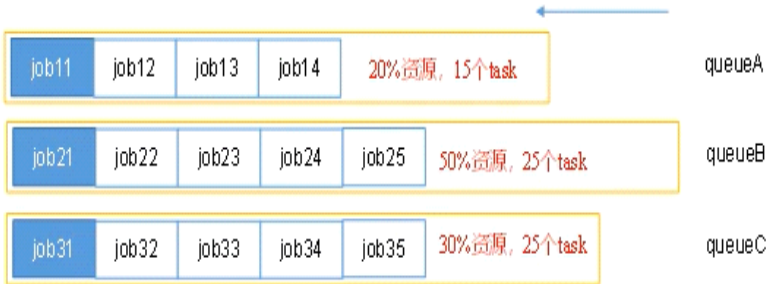 job11 job12 job13 job14 20%资源，15个task queueA
job21 job22 job23 job24 job25 50%资源，25个task queueB
job31 job32 job33 job34 job35 30%资源，25个task queueC